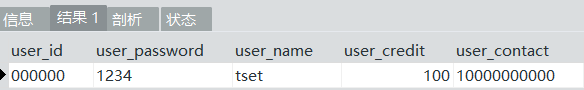 信息 结果 1 剖析 状态
user_id user_password user_name user_credit user_contact
000000 1234 tset 100 10000000000